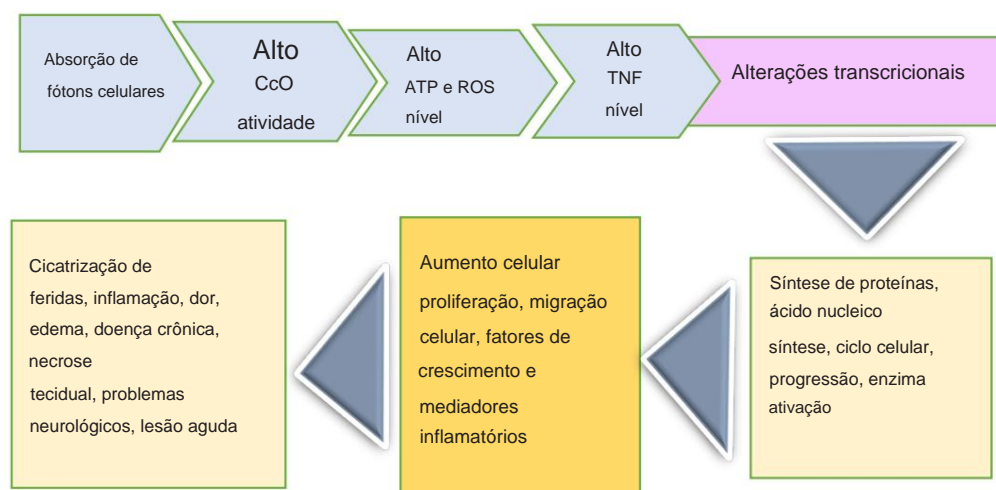 Absorção de
fótons celulares
Alto
CcO
atividade
Alto
ATP e ROS
nível
Alto
TNF
nível
Alterações transcricionais
Síntese de proteínas,
ácido nucleico
síntese, ciclo celular,
progressão, enzima
ativação
Aumento celular
proliferação, migração
celular, fatores de
crescimento e
mediadores
inflamatórios
Cicatrização de
feridas, inflamação, dor,
edema, doença crônica,
necrose
tecidual, problemas
neurológicos, lesão aguda